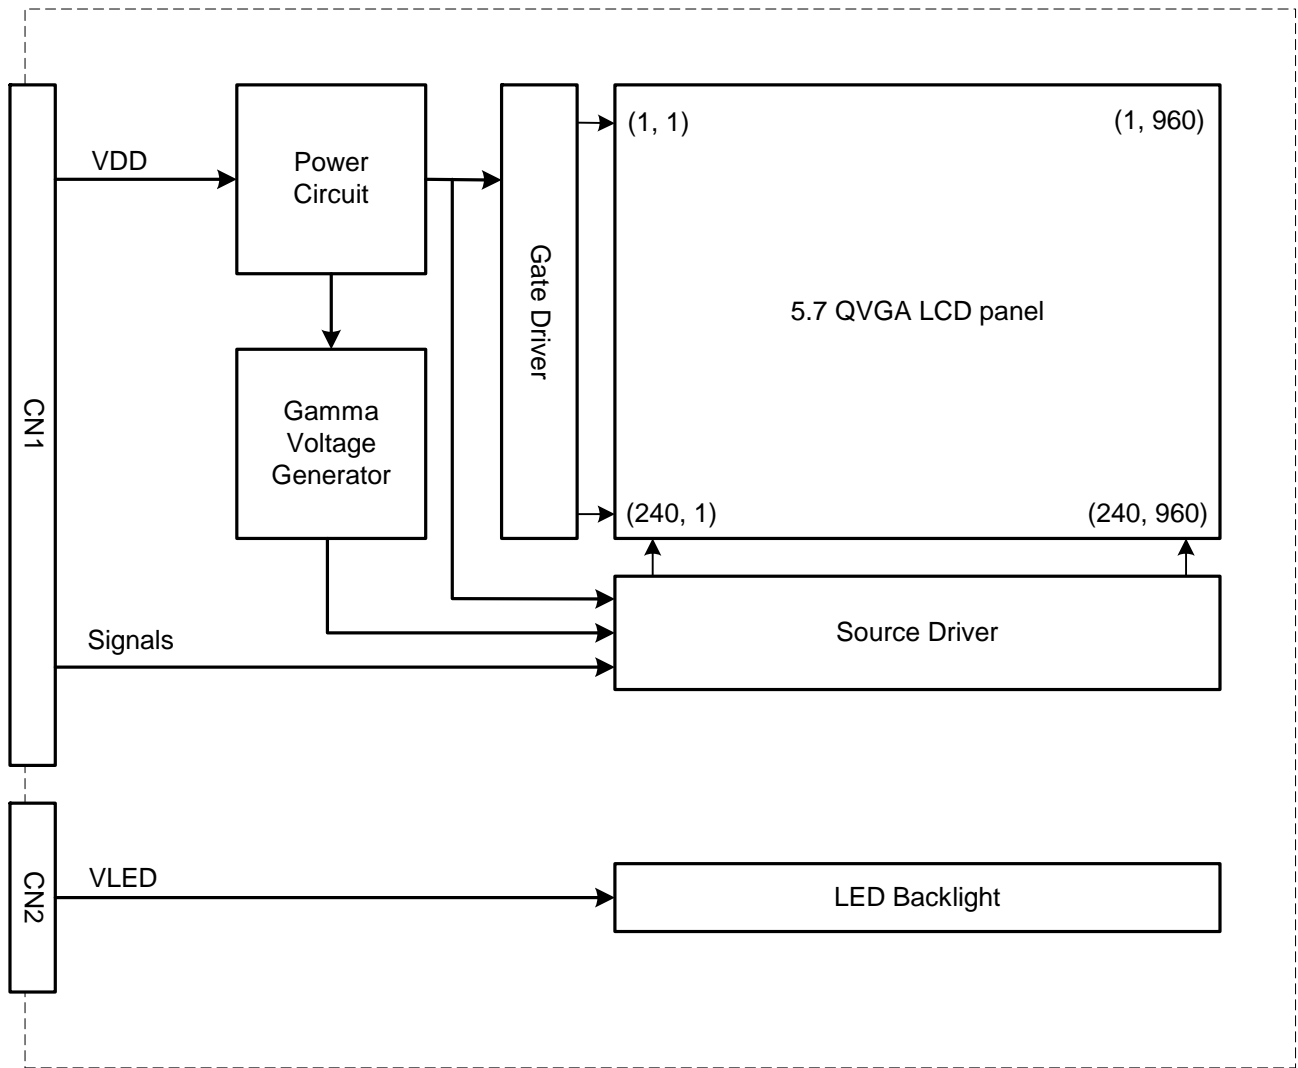 CN1
VDD
Power
Circuit
Gate Driver
(1, 1)
(1, 960)
5.7 QVGA LCD panel
Gamma
Voltage
Generator
(240, 1)
(240, 960)
Signals
Source Driver
CN2
VLED
LED Backlight